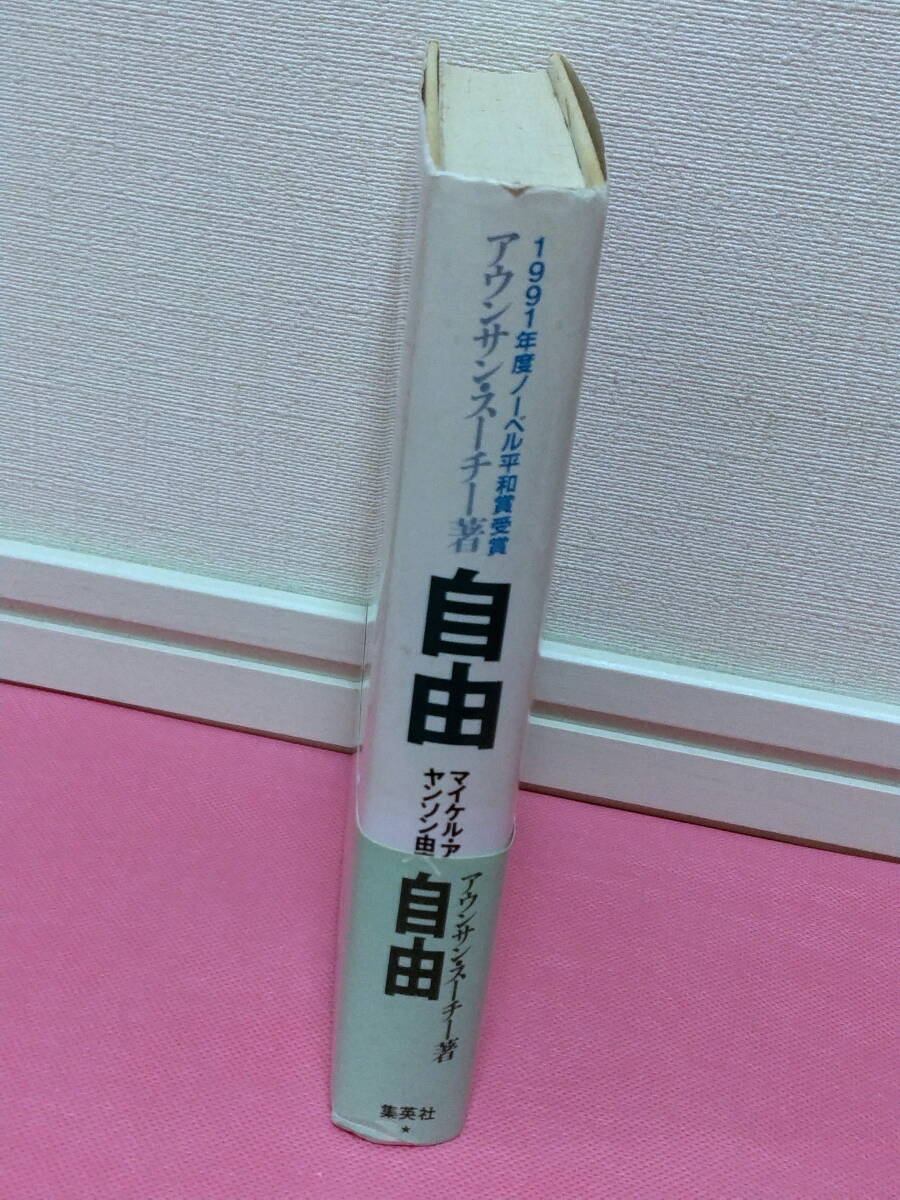 1991年度ノーベル平和賞受賞
アウンサン・スーチー著
自由
マイケル・ア
ヤンソン由
アウンサン・スーチー著
自由
集英社
★